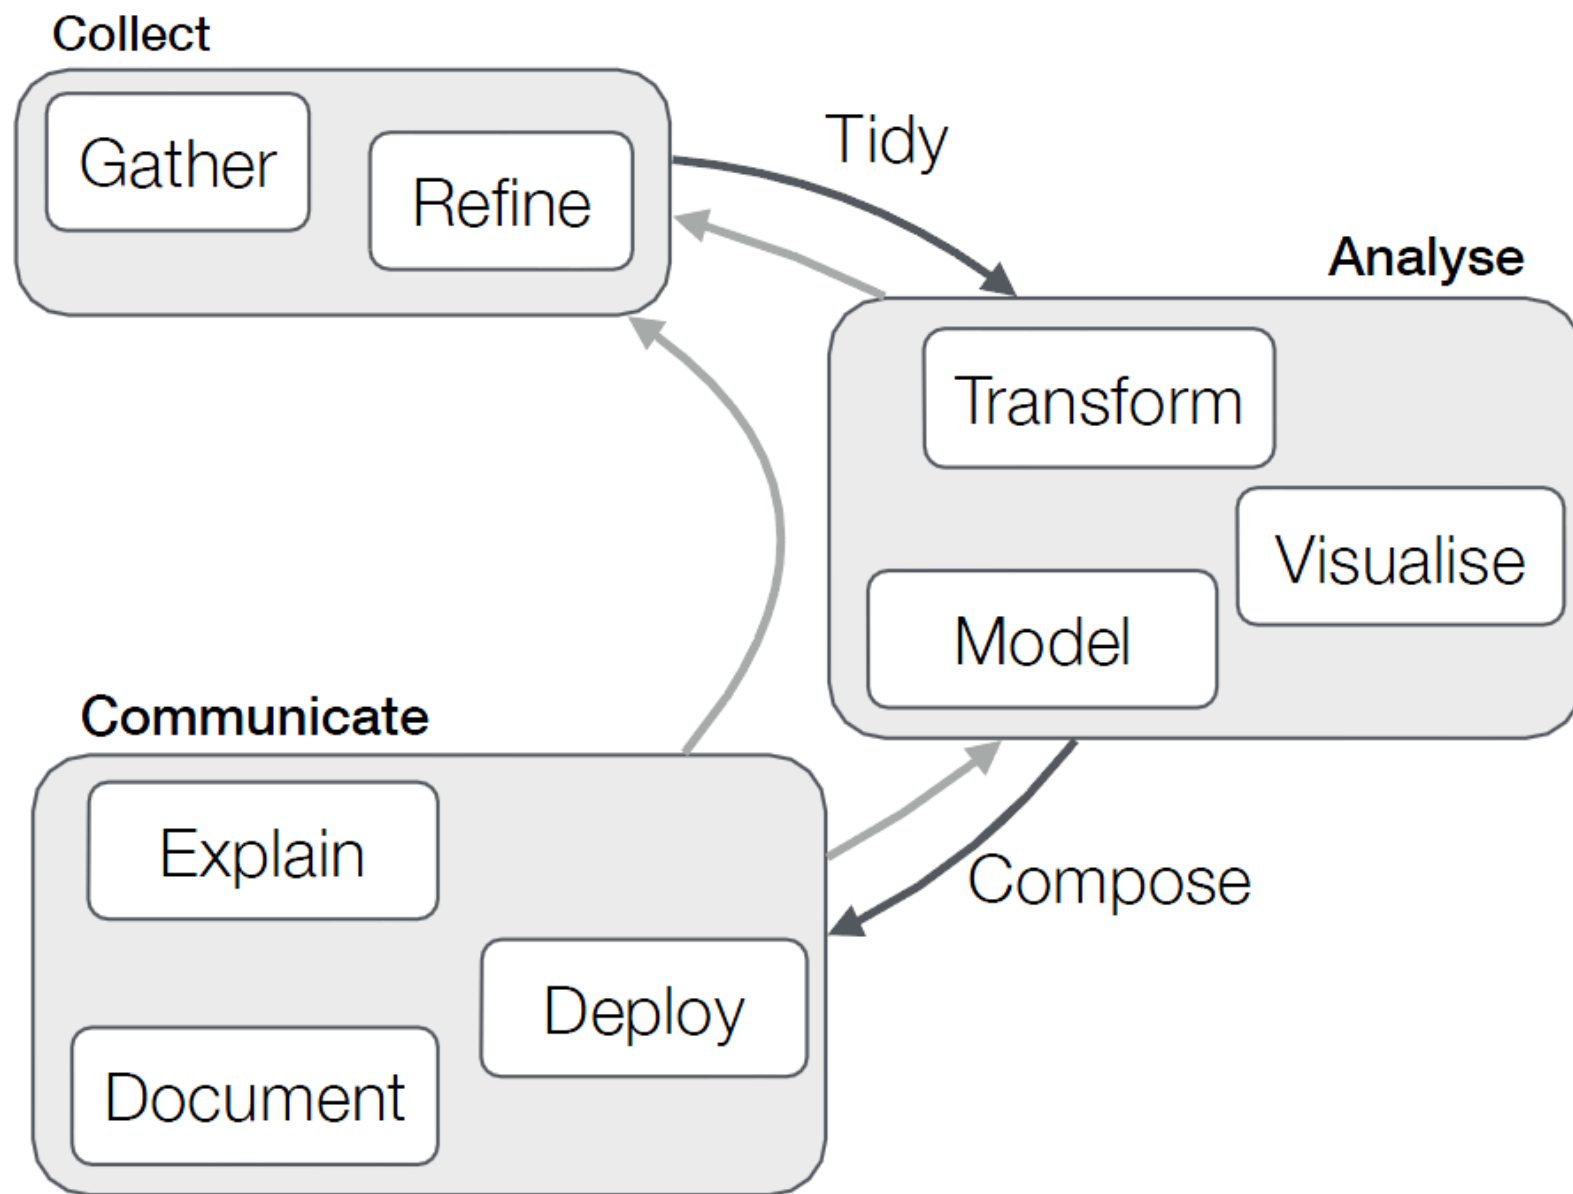 Collect
Gather
Refine
Tidy
Analyse
Transform
Visualise
Model
Communicate
Explain
Compose
Deploy
Document